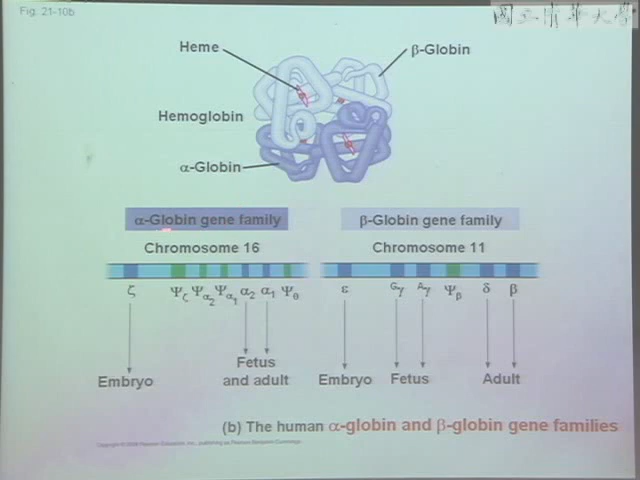 Fig. 21-10b
國立清華大學
Heme
β-Globin
Hemoglobin
α-Globin
α-Globin gene family
β-Globin gene family
Chromosome 16
Chromosome 11
ζ Ψζ Ψα2 Ψα1 α2 α1 Ψθ
ε Gγ Aγ Ψβ δ β
Embryo
Fetus
and adult
Embryo
Fetus
Adult
(b) The human α-globin and β-globin gene families
Copyright © 2008 Pearson Education, Inc., publishing as Pearson Benjamin Cummings